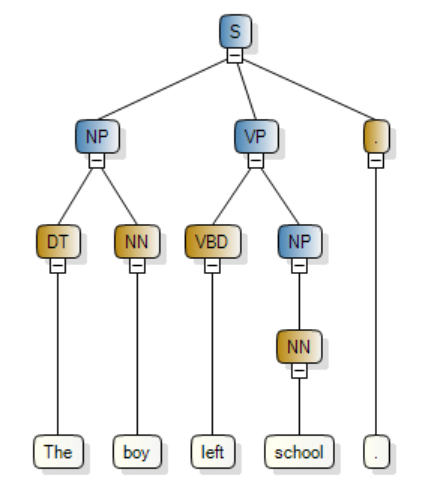 S
NP VP .
DT NN VBD NP
NN
The boy left school .